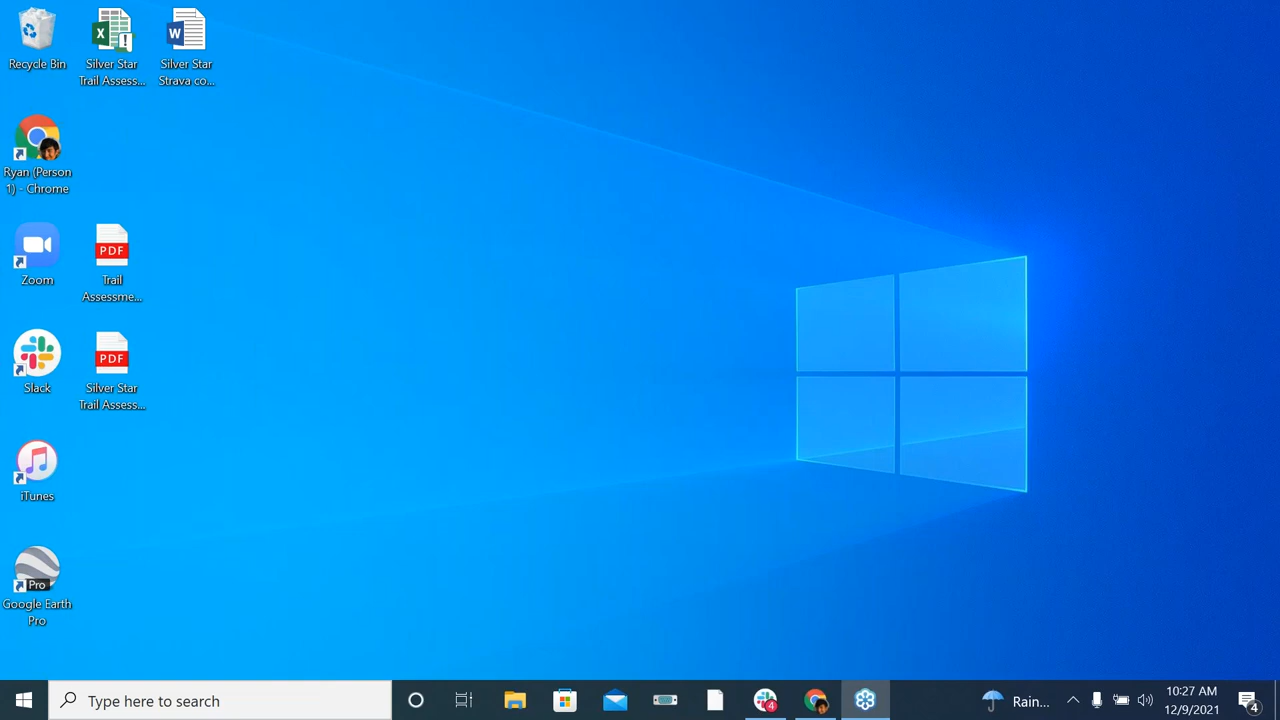 Recycle Bin
Silver Star
Trail Assess...
Silver Star
Strava co...
Ryan (Person
1) - Chrome
Zoom
PDF
Trail
Assessme...
Slack
PDF
Silver Star
Trail Assess...
iTunes
Pro
Google Earth
Pro
Type here to search
4
Rain...
10:27 AM
12/9/2021
4
X
W